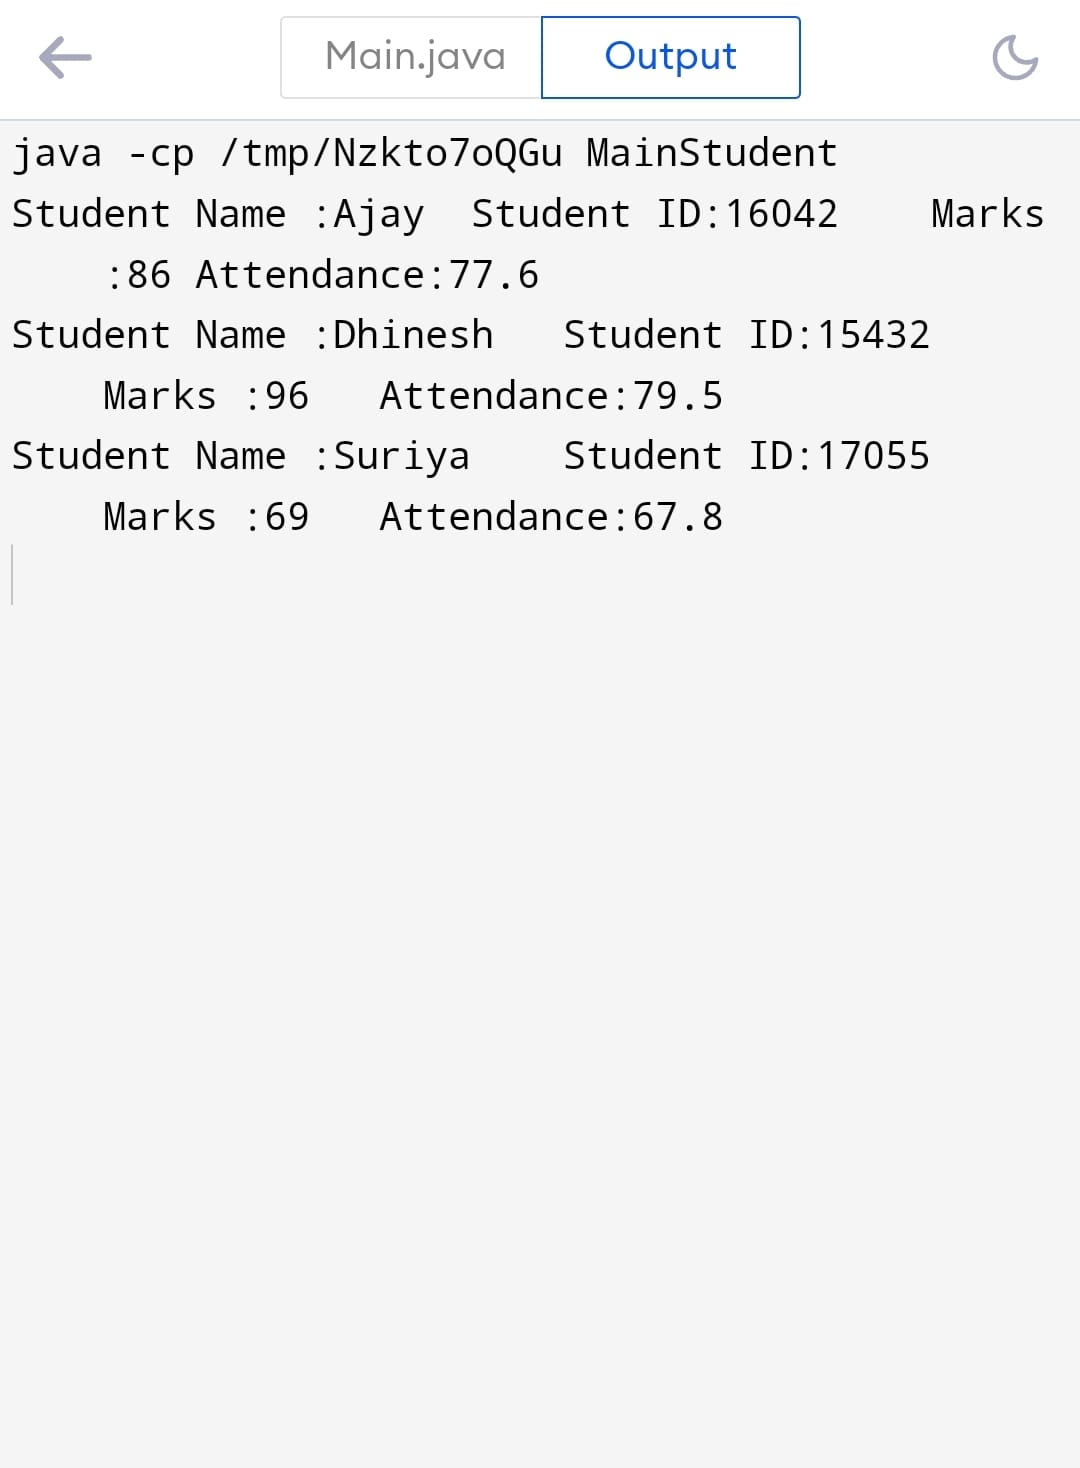 Main.java Output
java -cp /tmp/Nzkto7oQGu MainStudent
Student Name :Ajay  Student ID:16042    Marks
    :86 Attendance:77.6
Student Name :Dhinesh   Student ID:15432
    Marks :96   Attendance:79.5
Student Name :Suriya    Student ID:17055
    Marks :69   Attendance:67.8